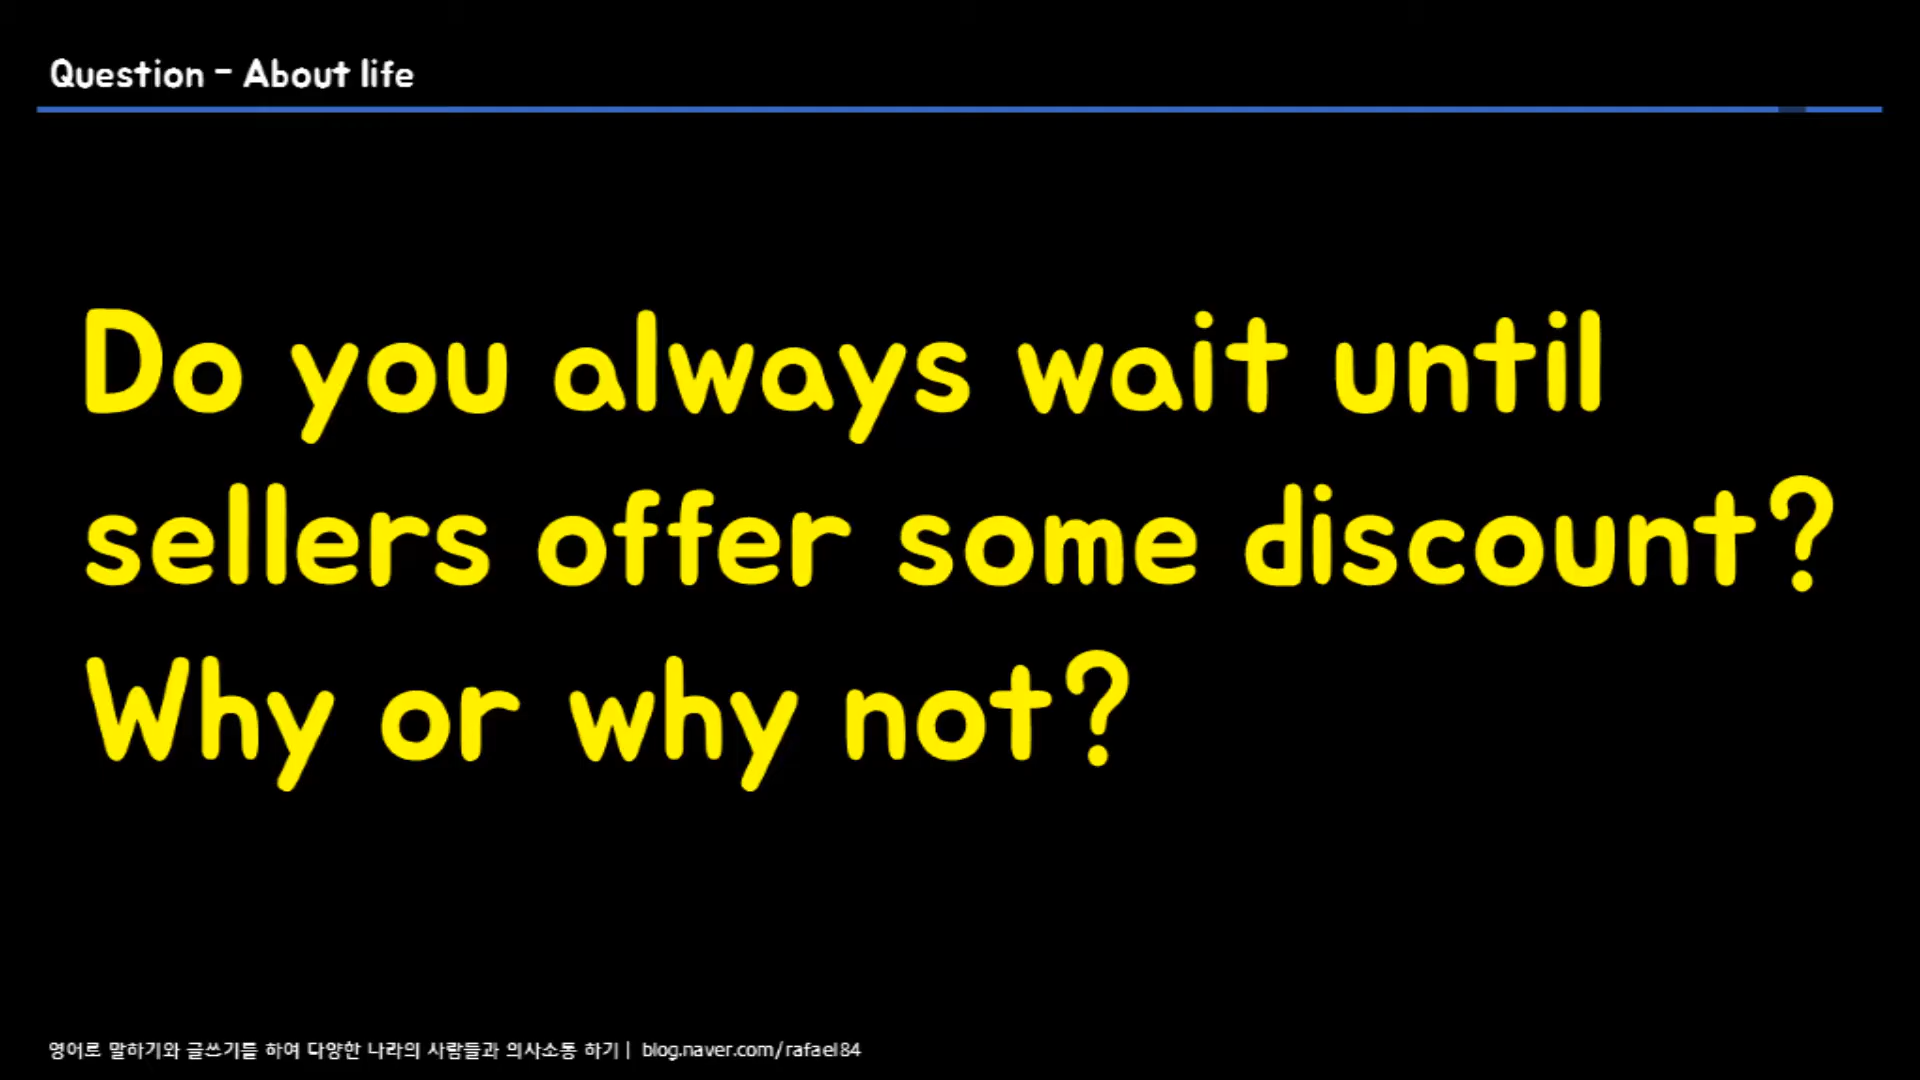 Question - About life
Do you always wait until
sellers offer some discount?
Why or why not?
영어로 말하기와 글쓰기를 하여 다양한 나라의 사람들과 의사소통 하기 | blog.naver.com/rafael84